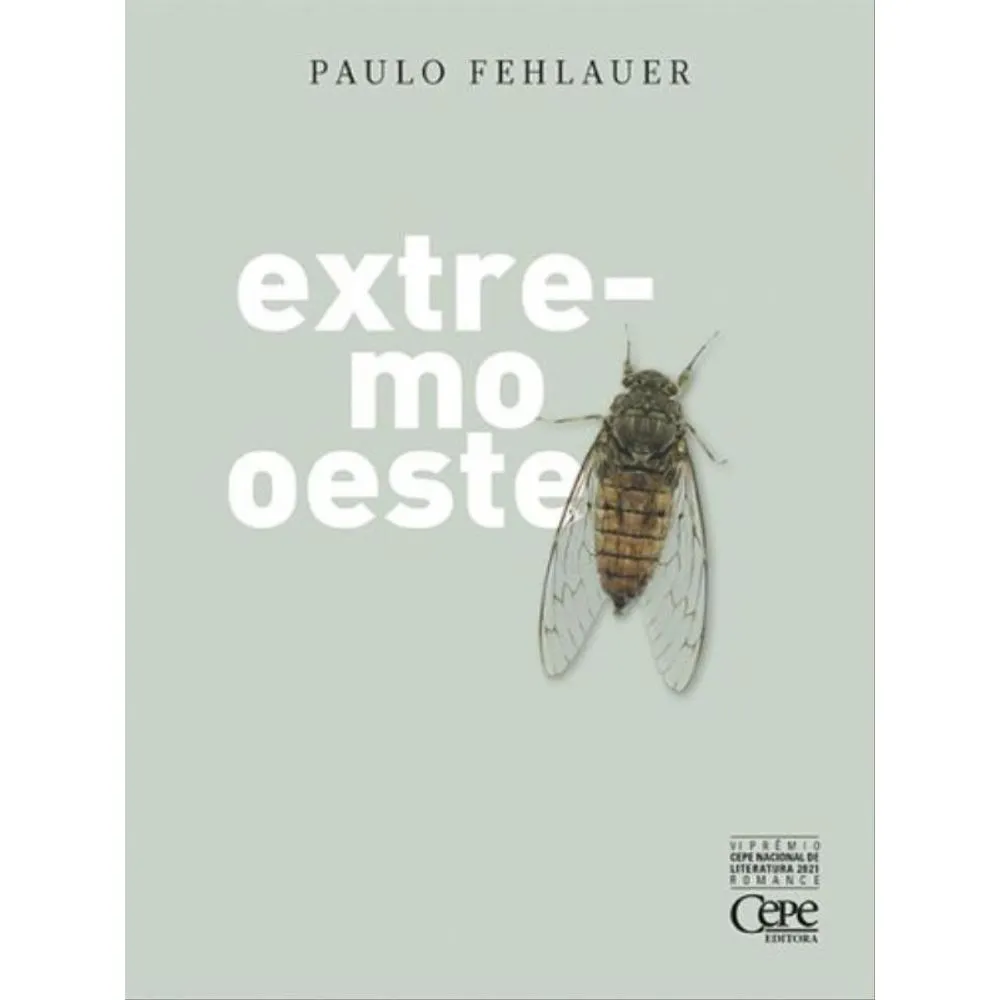 PAULO FEHLAUER
extre-
mo
oeste
VI PRÊMIO
CEPE NACIONAL DE
LITERATURA 2021
ROMANCE
Cepe
EDITORA